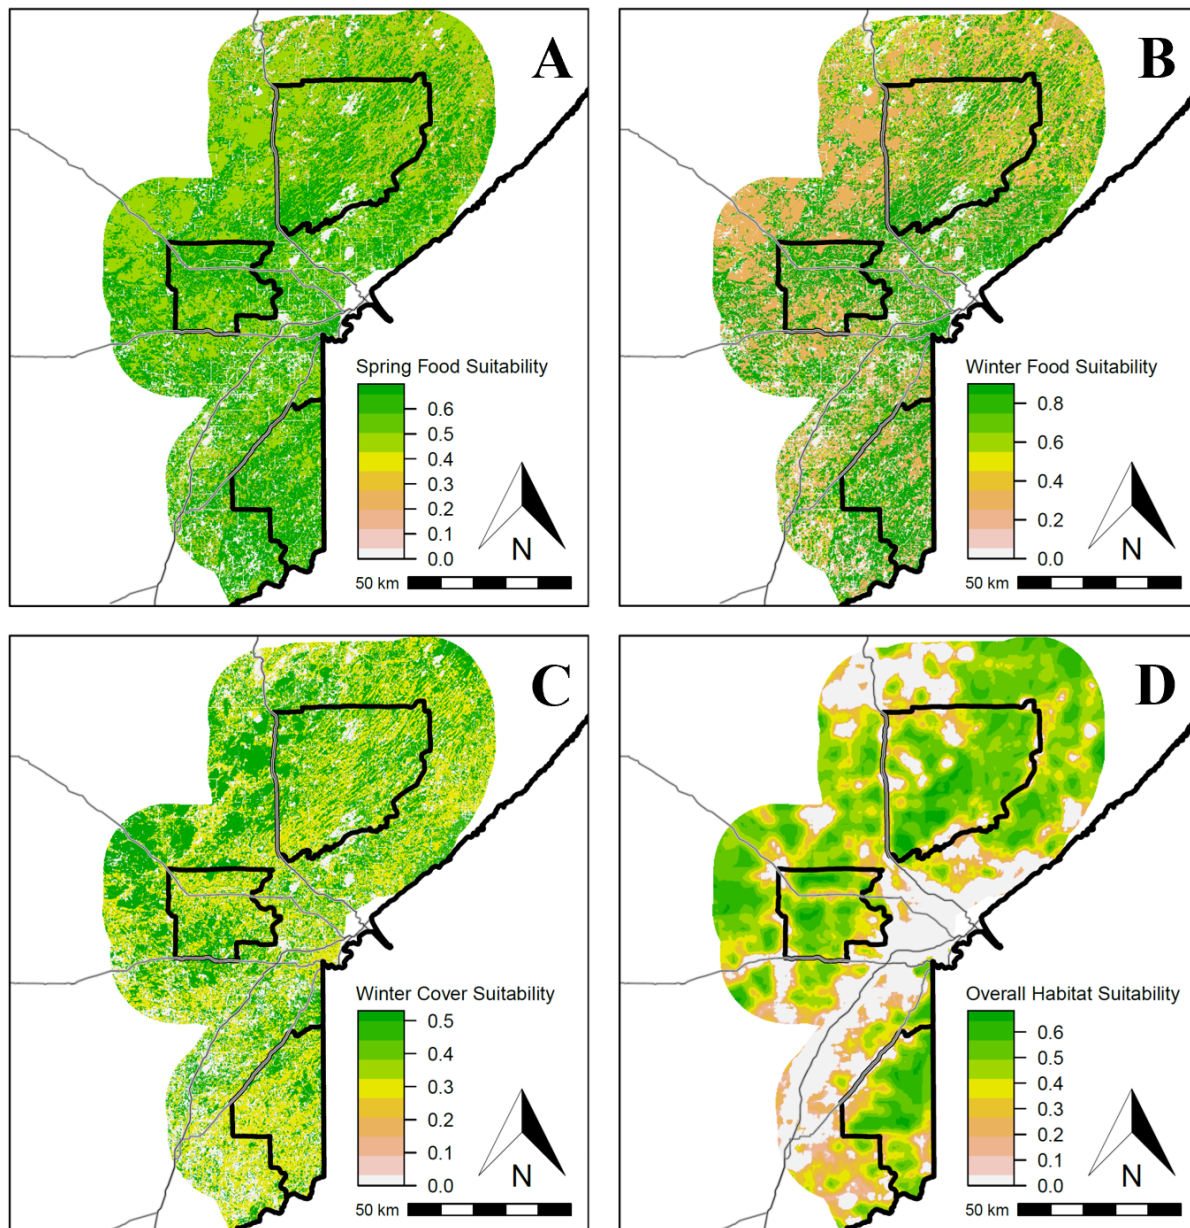 A
Spring Food Suitability
0.6
0.5
0.4
0.3
0.2
0.1
0.0
N
50 km
B
Winter Food Suitability
0.8
0.6
0.4
0.2
0.0
N
50 km
C
Winter Cover Suitability
0.5
0.4
0.3
0.2
0.1
0.0
N
50 km
D
Overall Habitat Suitability
0.6
0.5
0.4
0.3
0.2
0.1
0.0
N
50 km